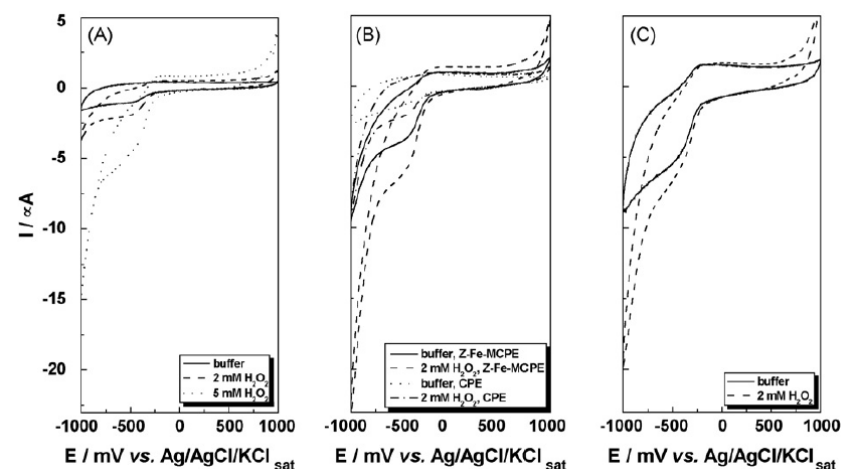 (A) (B) (C)
5
0
-5
-10
-15
-20
I / ∝A
buffer
2 mM H₂O₂
5 mM H₂O₂
buffer, Z-Fe-MCPE
2 mM H₂O₂, Z-Fe-MCPE
buffer, CPE
2 mM H₂O₂, CPE
buffer
2 mM H₂O₂
-1000 -500 0 500 1000 -1000 -500 0 500 1000 -1000 -500 0 500 1000
E / mV vs. Ag/AgCl/KCl sat E / mV vs. Ag/AgCl/KCl sat E / mV vs. Ag/AgCl/KCl sat